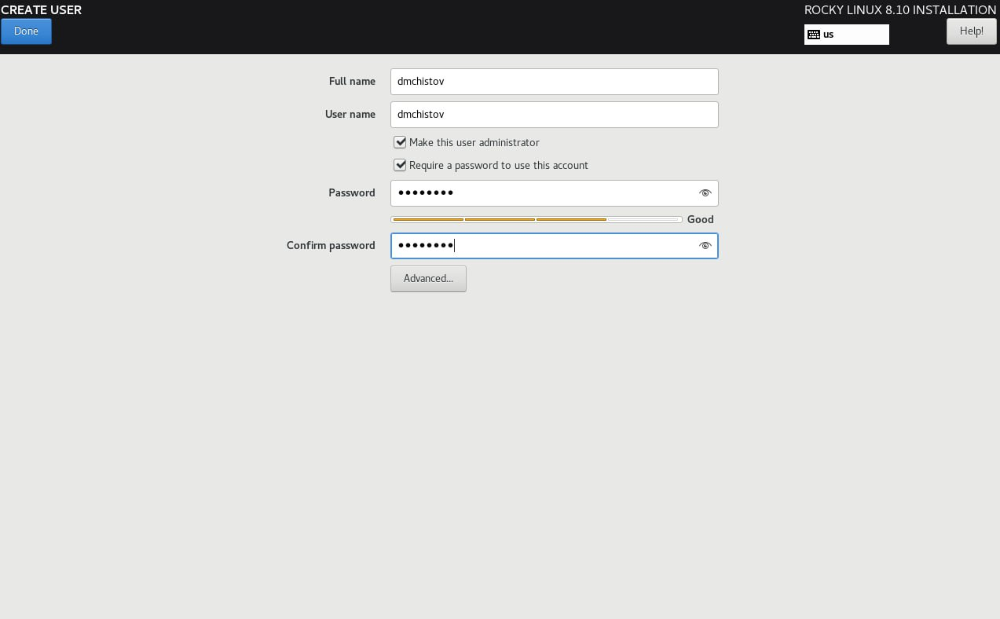 CREATE USER
ROCKY LINUX 8.10 INSTALLATION
Done
us
Help!
Full name
dmchistov
User name
dmchistov
Make this user administrator
Require a password to use this account
Password
●●●●●●●●
Good
Confirm password
●●●●●●●●
Advanced...